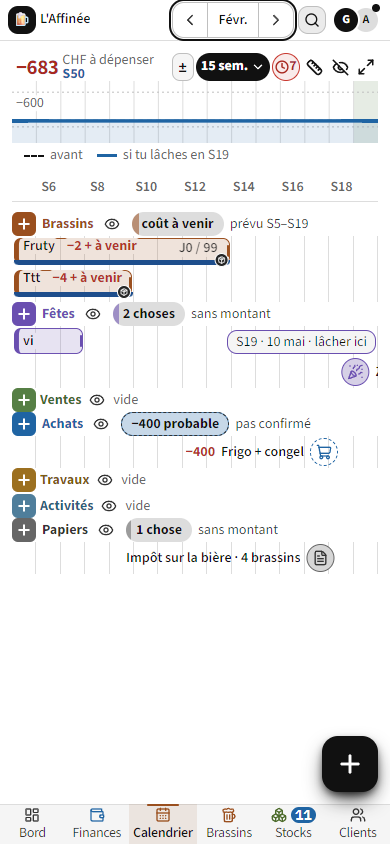 L'Affinée
Févr.
G
A
−683 CHF à dépenser
S50
±
15 sem.
7
−600
avant
si tu lâches en S19
S6 S8 S10 S12 S14 S16 S18
Brassins coût à venir prévu S5–S19
Fruty −2 + à venir J0 / 99
Ttt −4 + à venir
Fêtes 2 choses sans montant
vi S19 · 10 mai · lâcher ici
Ventes vide
Achats −400 probable pas confirmé
−400 Frigo + congel
Travaux vide
Activités vide
Papiers 1 chose sans montant
Impôt sur la bière · 4 brassins
+
Bord Finances Calendrier Brassins Stocks 11 Clients